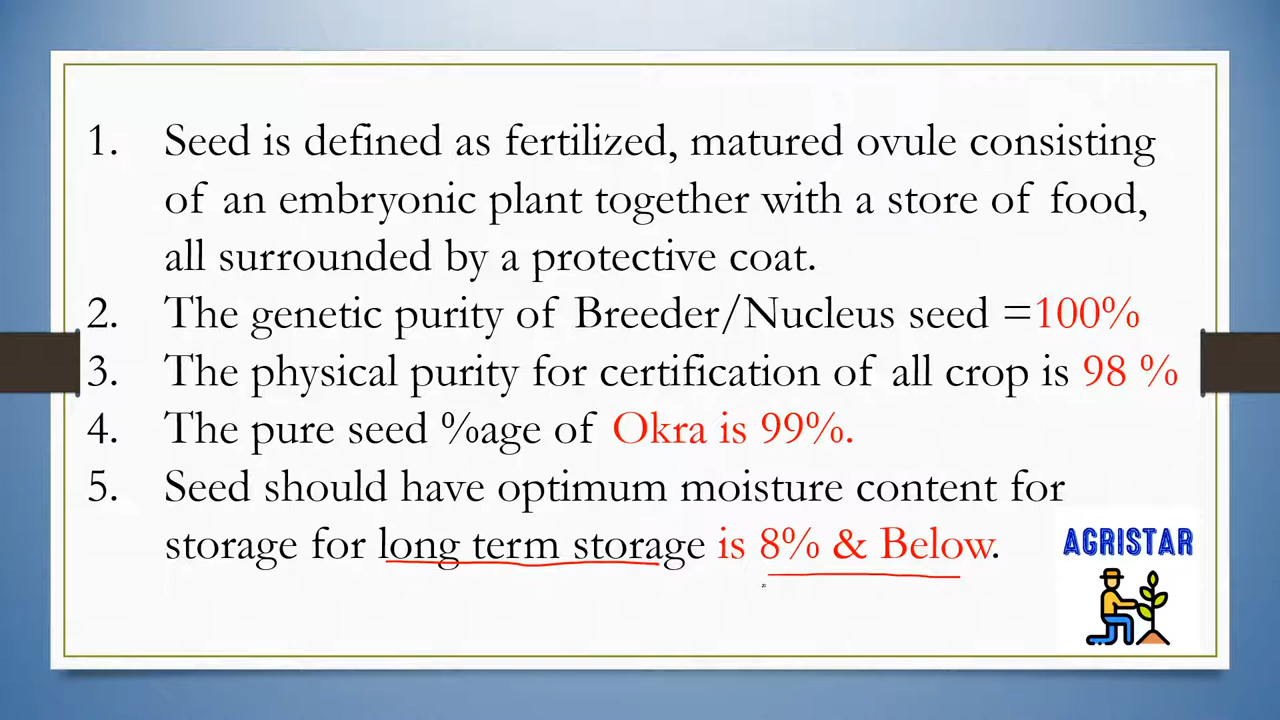 1. Seed is defined as fertilized, matured ovule consisting
of an embryonic plant together with a store of food,
all surrounded by a protective coat.
2. The genetic purity of Breeder/Nucleus seed =100%
3. The physical purity for certification of all crop is 98 %
4. The pure seed %age of Okra is 99%.
5. Seed should have optimum moisture content for
storage for long term storage is 8% & Below.
AGRISTAR